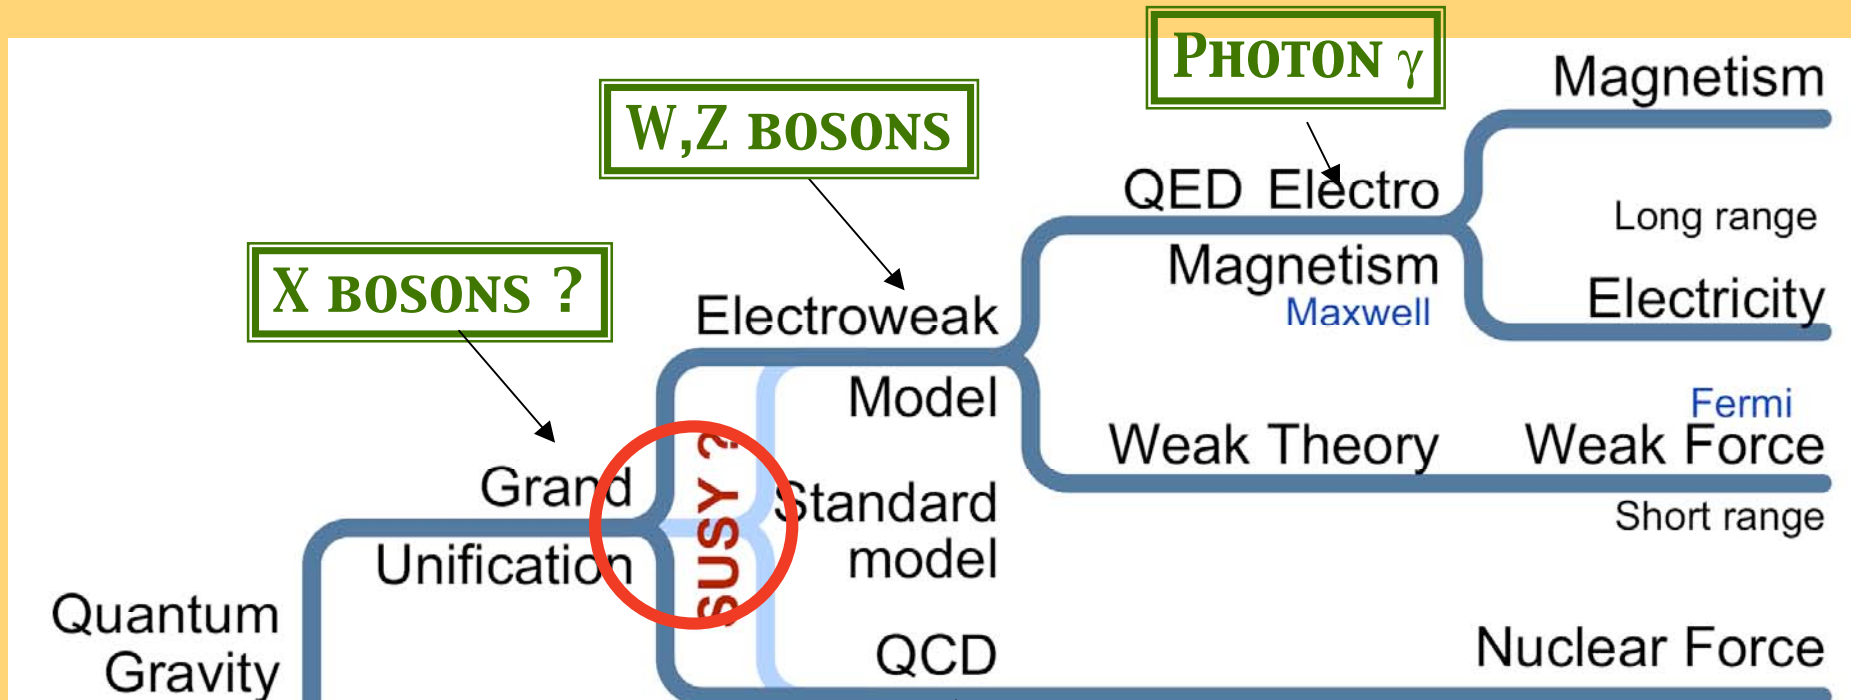 PHOTON γ
Magnetism
W,Z BOSONS
QED Electro
Long range
Magnetism
Maxwell
Electricity
X BOSONS ?
Electroweak
Model
Fermi
Weak Theory
Weak Force
Short range
Grand
Unification
SUSY ?
Standard
model
Quantum
Gravity
QCD
Nuclear Force